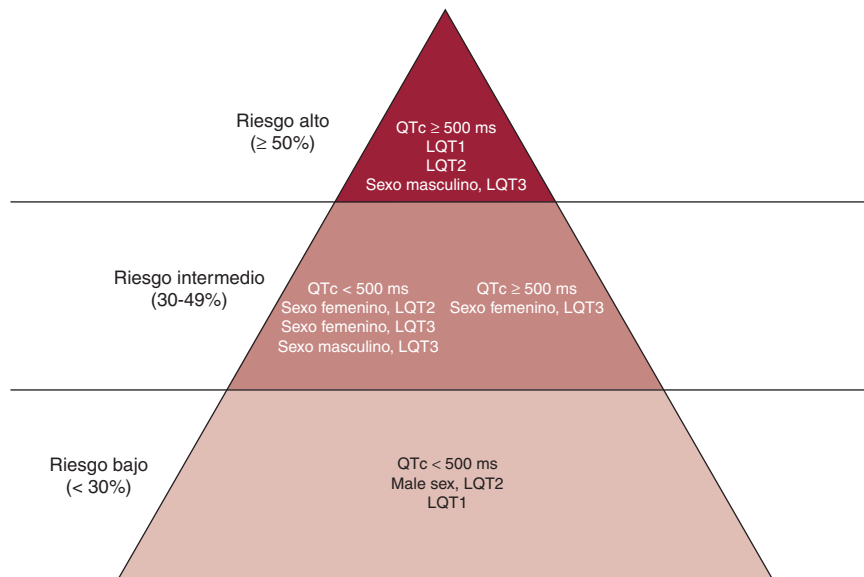 Riesgo alto
(≥ 50%)
QTc ≥ 500 ms
LQT1
LQT2
Sexo masculino, LQT3
Riesgo intermedio
(30-49%)
QTc < 500 ms
Sexo femenino, LQT2
Sexo femenino, LQT3
Sexo masculino, LQT3
QTc ≥ 500 ms
Sexo femenino, LQT3
Riesgo bajo
(< 30%)
QTc < 500 ms
Male sex, LQT2
LQT1